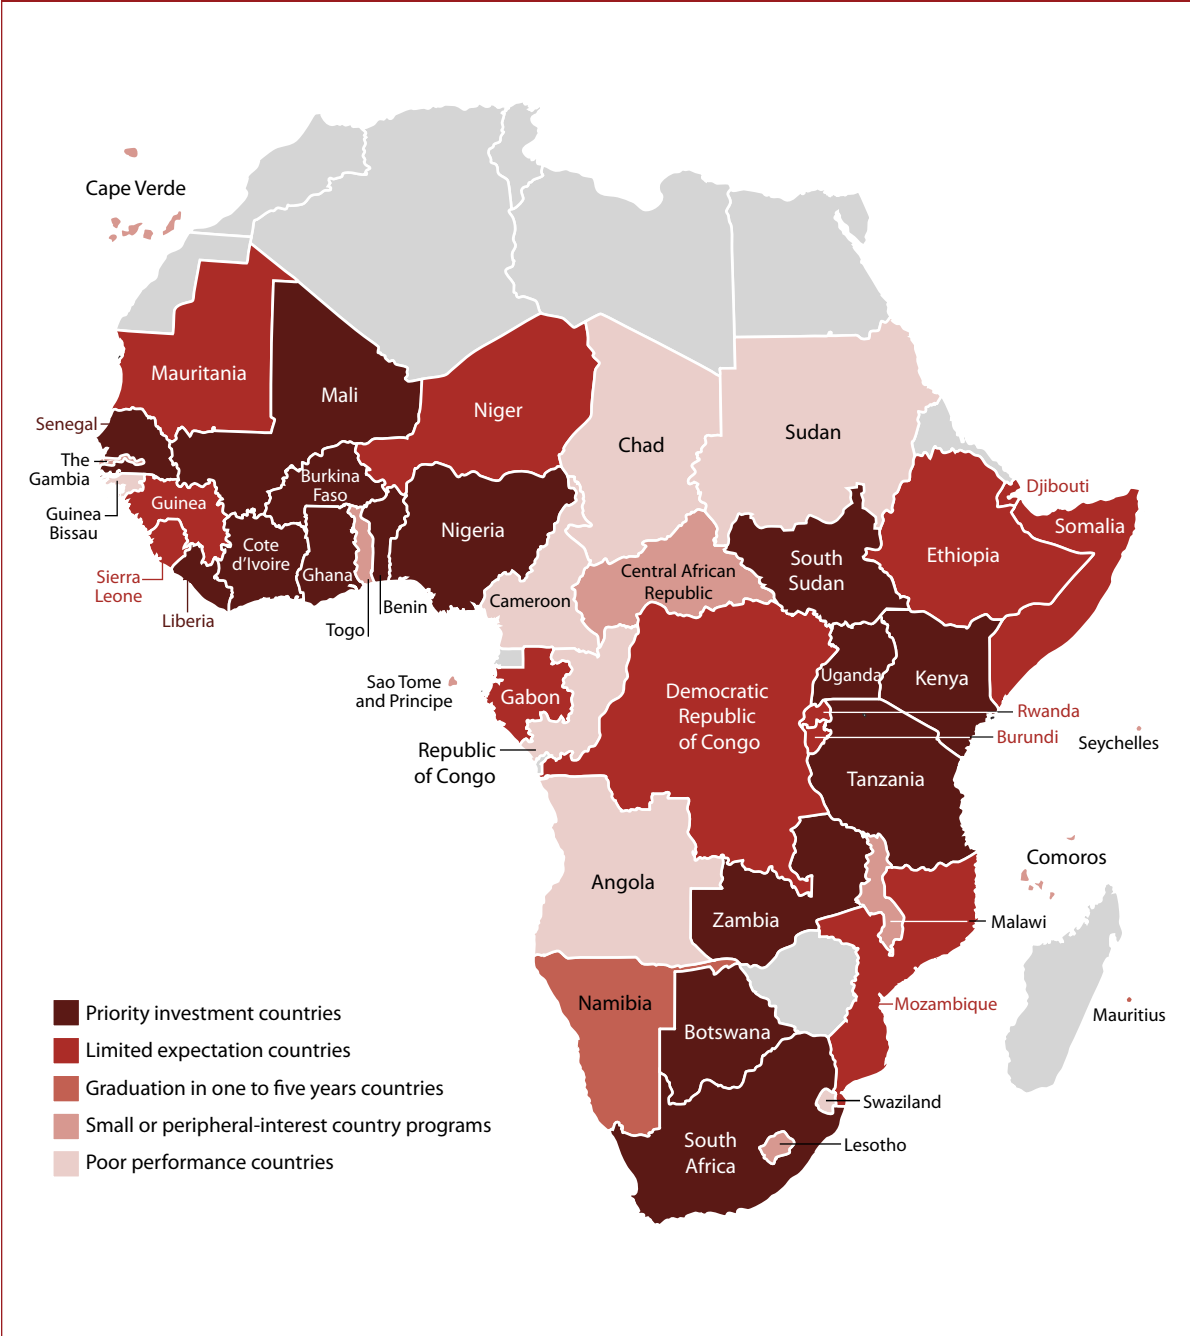 Cape Verde
Mauritania
Mali
Niger
Chad
Sudan
Senegal
The
Gambia
Guinea
Bissau
Guinea
Burkina
Faso
Nigeria
Cote
d'Ivoire
Ghana
Sierra
Leone
Liberia
Togo
Benin
Cameroon
Central African
Republic
South
Sudan
Ethiopia
Djibouti
Somalia
Sao Tome
and Principe
Gabon
Republic
of Congo
Democratic
Republic
of Congo
Uganda
Kenya
Rwanda
Burundi
Seychelles
Tanzania
Comoros
Angola
Zambia
Malawi
Namibia
Botswana
Mozambique
Mauritius
Swaziland
South
Africa
Lesotho
Priority investment countries
Limited expectation countries
Graduation in one to five years countries
Small or peripheral-interest country programs
Poor performance countries